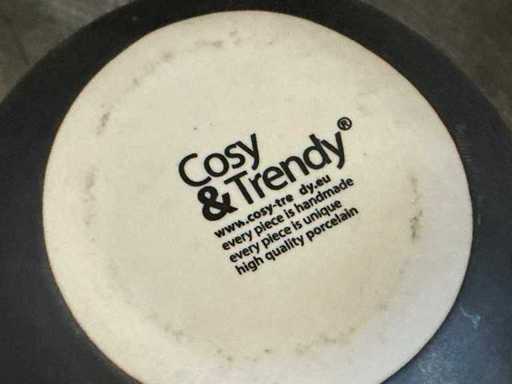 Cosy
&Trendy®
www.cosy-tre dy.eu
every piece is handmade
every piece is unique
high quality porcelain